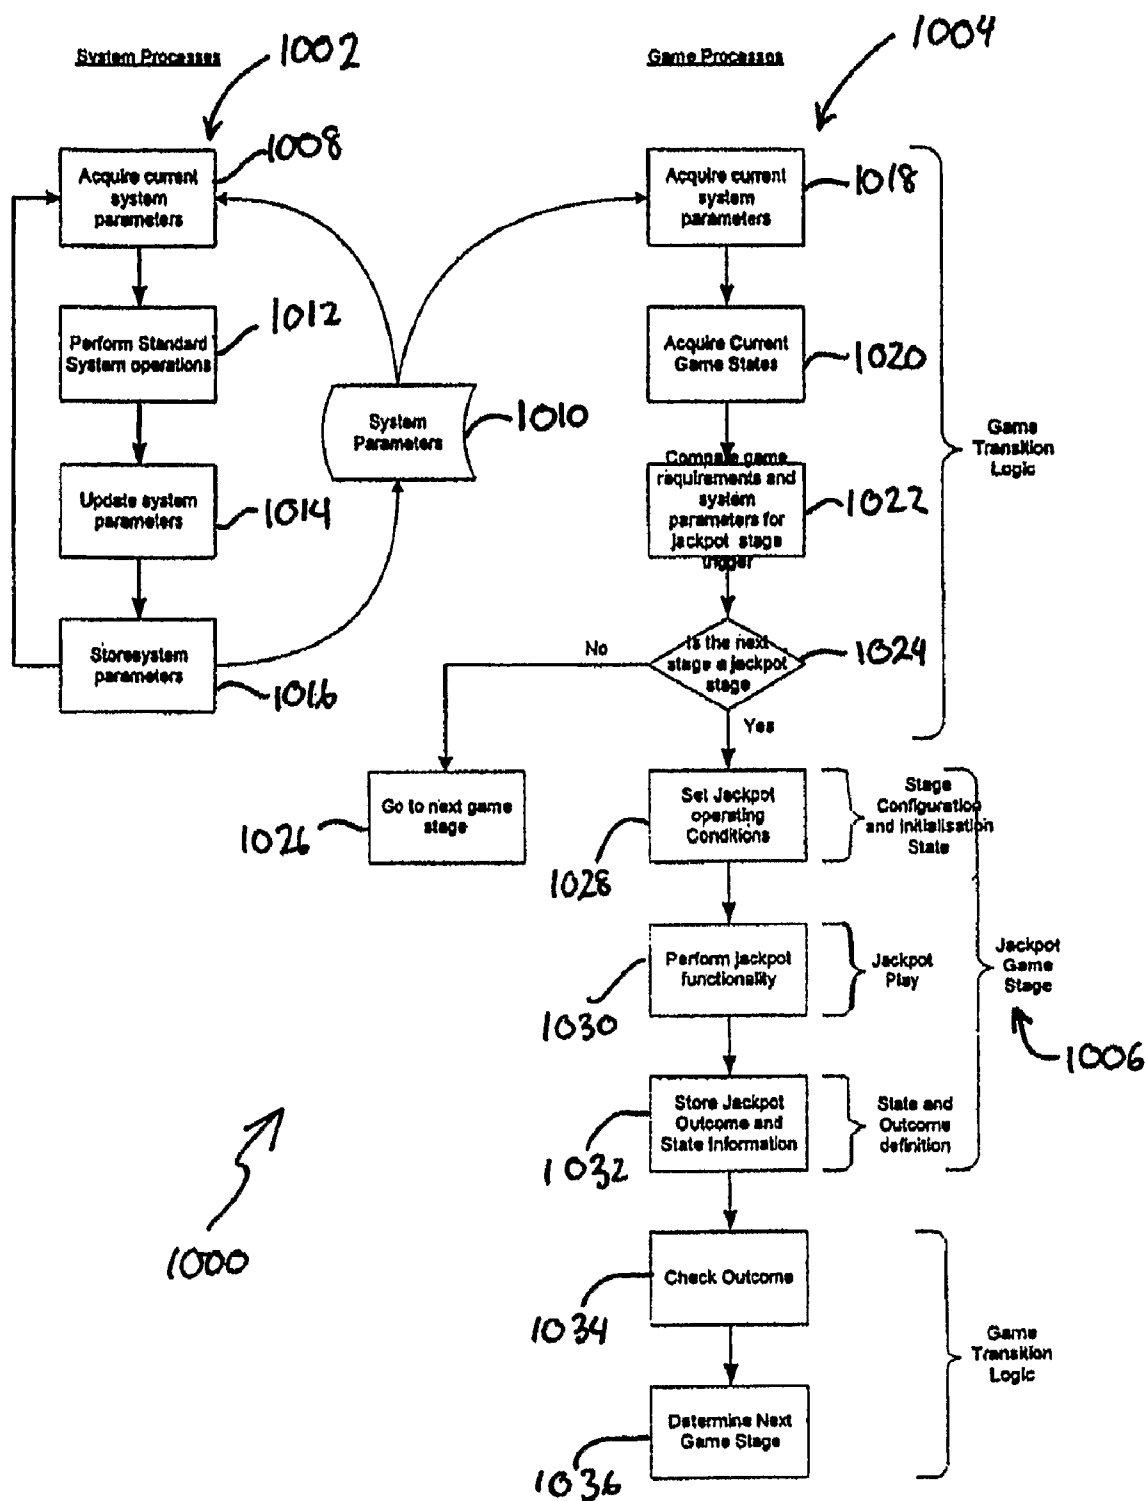 System Processes
1002
Game Processes
1004
Acquire current
system
parameters
1008
Acquire current
system
parameters
1018
Perform Standard
System operations
1012
Acquire Current
Game States
1020
System
Parameters
1010
Game
Transition
Logic
Update system
parameters
1014
Compare game
requirements and
system
parameters for
jackpot stage
trigger
1022
Storesystem
parameters
1016
No
Is the next
stage a jackpot
stage
1024
Yes
Go to next game
stage
1026
Set Jackpot
operating
Conditions
1028
Stage
Configuration
and Initialisation
State
Perform jackpot
functionality
1030
Jackpot
Play
Jackpot
Game
Stage
1006
Store Jackpot
Outcome and
State Information
1032
State and
Outcome
definition
1000
Check Outcome
1034
Game
Transition
Logic
Determine Next
Game Stage
1036